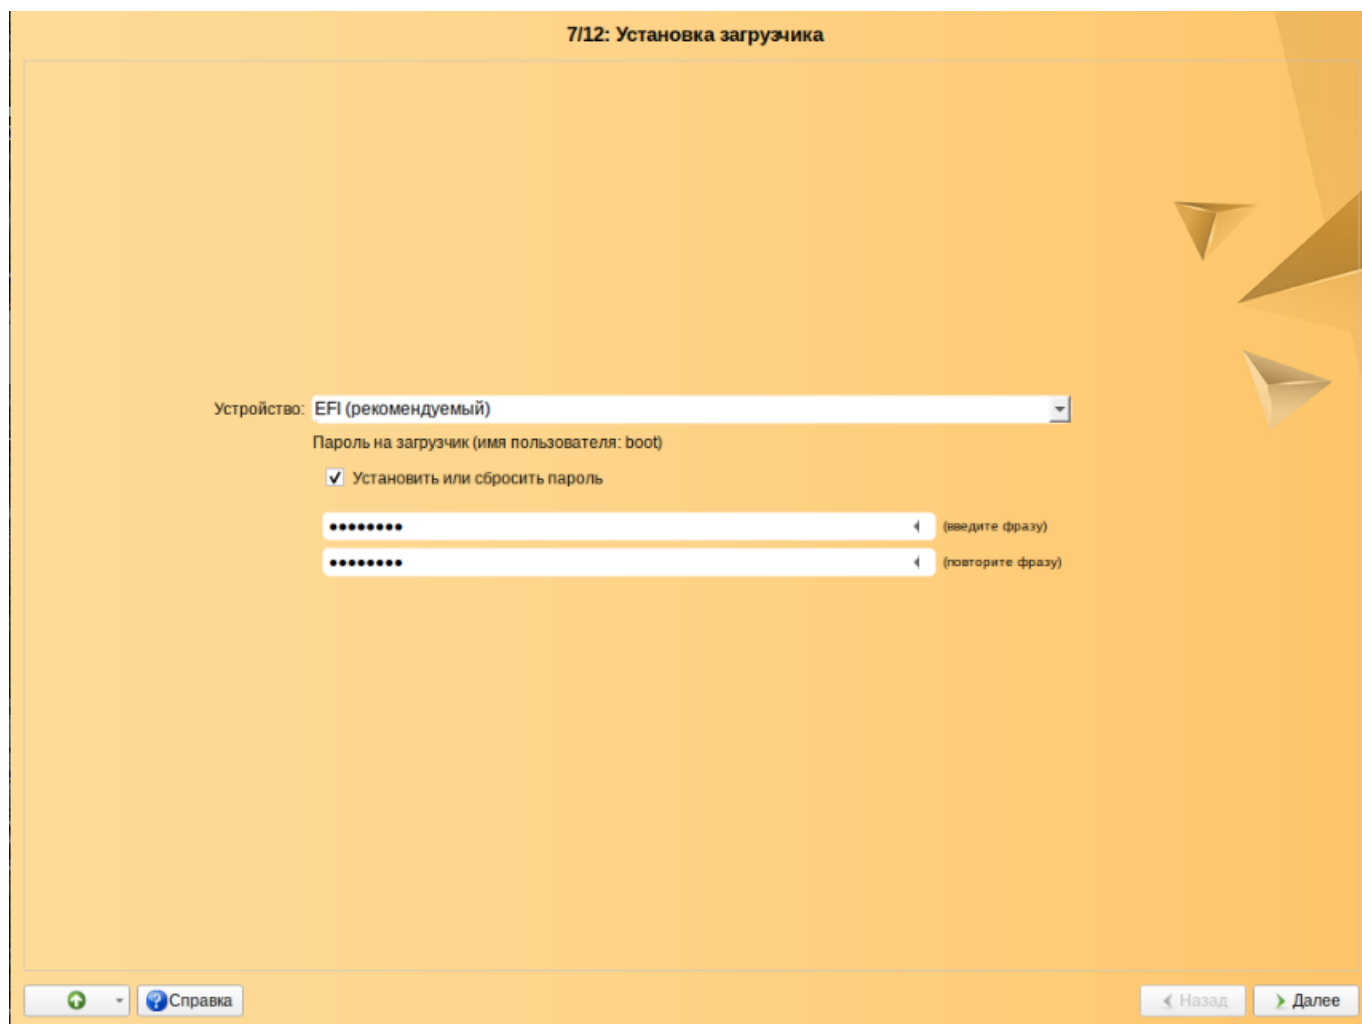 7/12: Установка загрузчика
Устройство: EFI (рекомендуемый)
Пароль на загрузчик (имя пользователя: boot)
Установить или сбросить пароль
•••••••• (введите фразу)
•••••••• (повторите фразу)
Справка Назад Далее